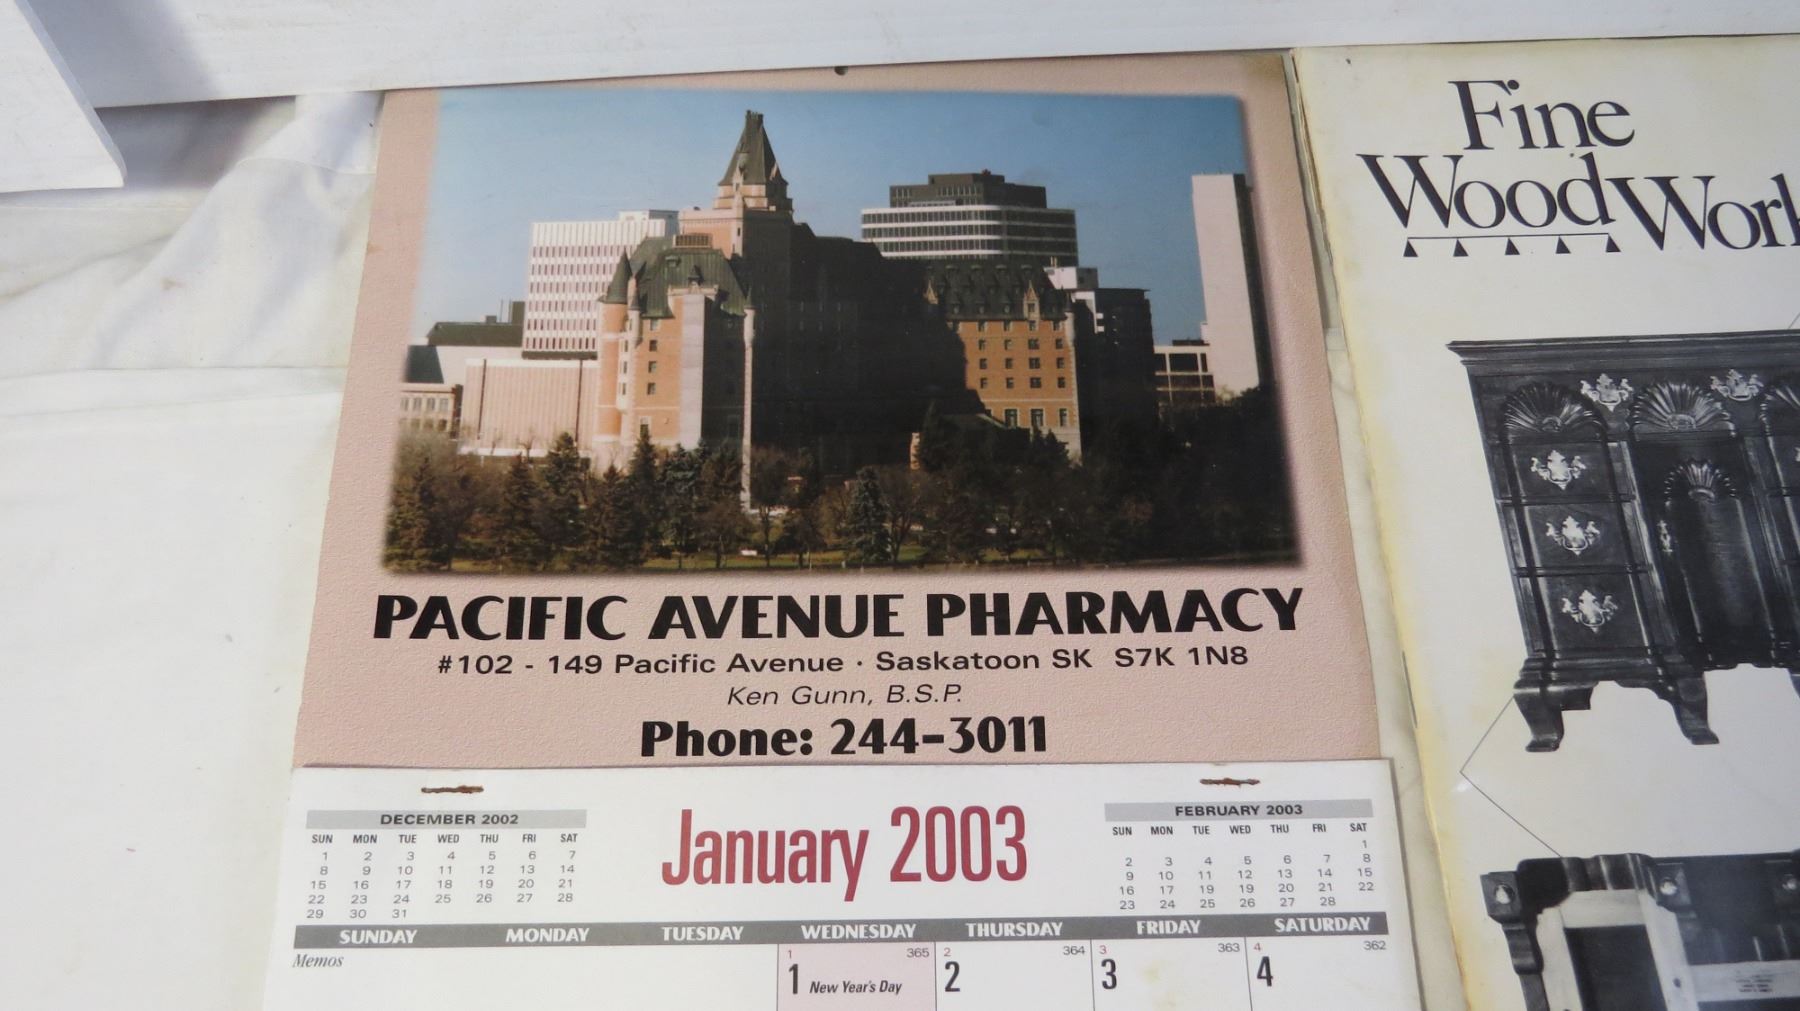 PACIFIC AVENUE PHARMACY
#102 - 149 Pacific Avenue · Saskatoon SK S7K 1N8
Ken Gunn, B.S.P.
Phone: 244-3011
DECEMBER 2002
SUN MON TUE WED THU FRI SAT
1 2 3 4 5 6 7
8 9 10 11 12 13 14
15 16 17 18 19 20 21
22 23 24 25 26 27 28
29 30 31
January 2003
FEBRUARY 2003
SUN MON TUE WED THU FRI SAT
1
2 3 4 5 6 7 8
9 10 11 12 13 14 15
16 17 18 19 20 21 22
23 24 25 26 27 28
SUNDAY MONDAY TUESDAY WEDNESDAY THURSDAY FRIDAY SATURDAY
Memos
1 365 2 364 3 363 4 362
1 New Year's Day 2 3 4
Fine
WoodWork